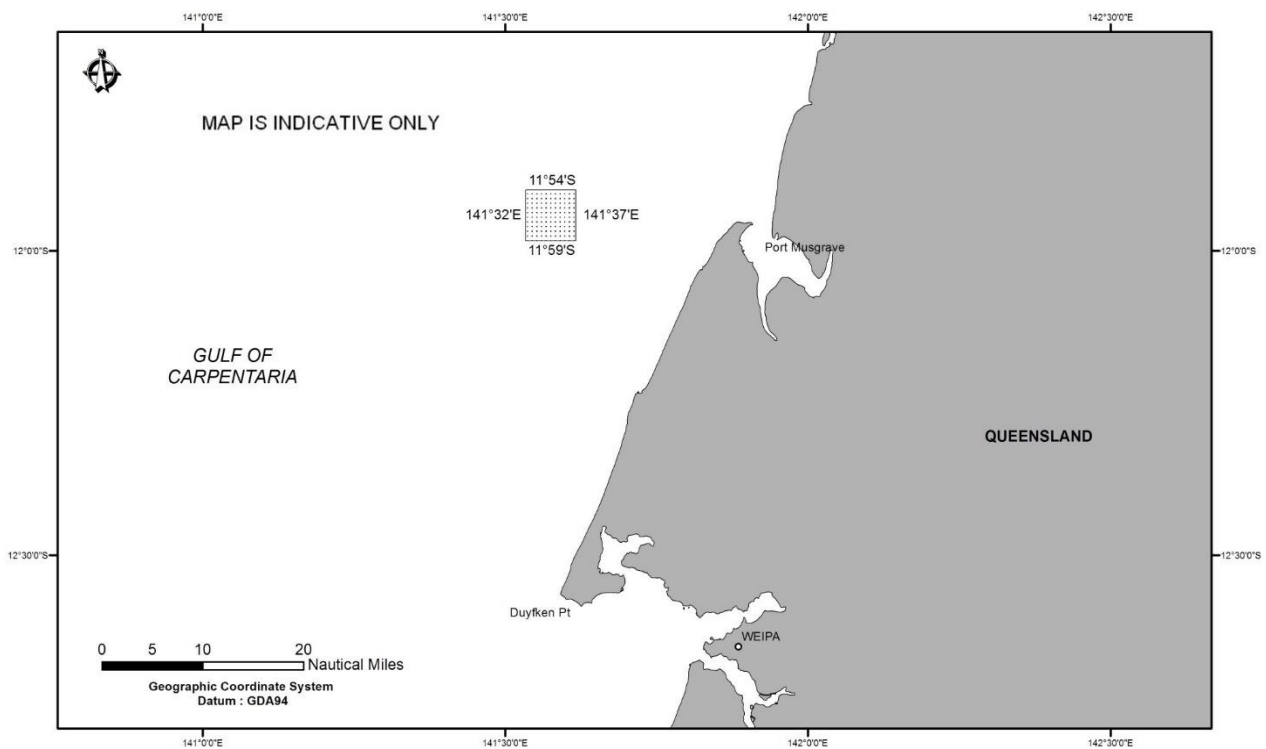 141°0'0"E
141°30'0"E
142°0'0"E
142°30'0"E
MAP IS INDICATIVE ONLY
11°54'S
141°32'E
141°37'E
11°59'S
12°0'0"S
Port Musgrave
12°0'0"S
GULF OF
CARPENTARIA
QUEENSLAND
12°30'0"S
12°30'0"S
Duyfken Pt
WEIPA
0 5 10 20
Nautical Miles
Geographic Coordinate System
Datum : GDA94
141°0'0"E
141°30'0"E
142°0'0"E
142°30'0"E